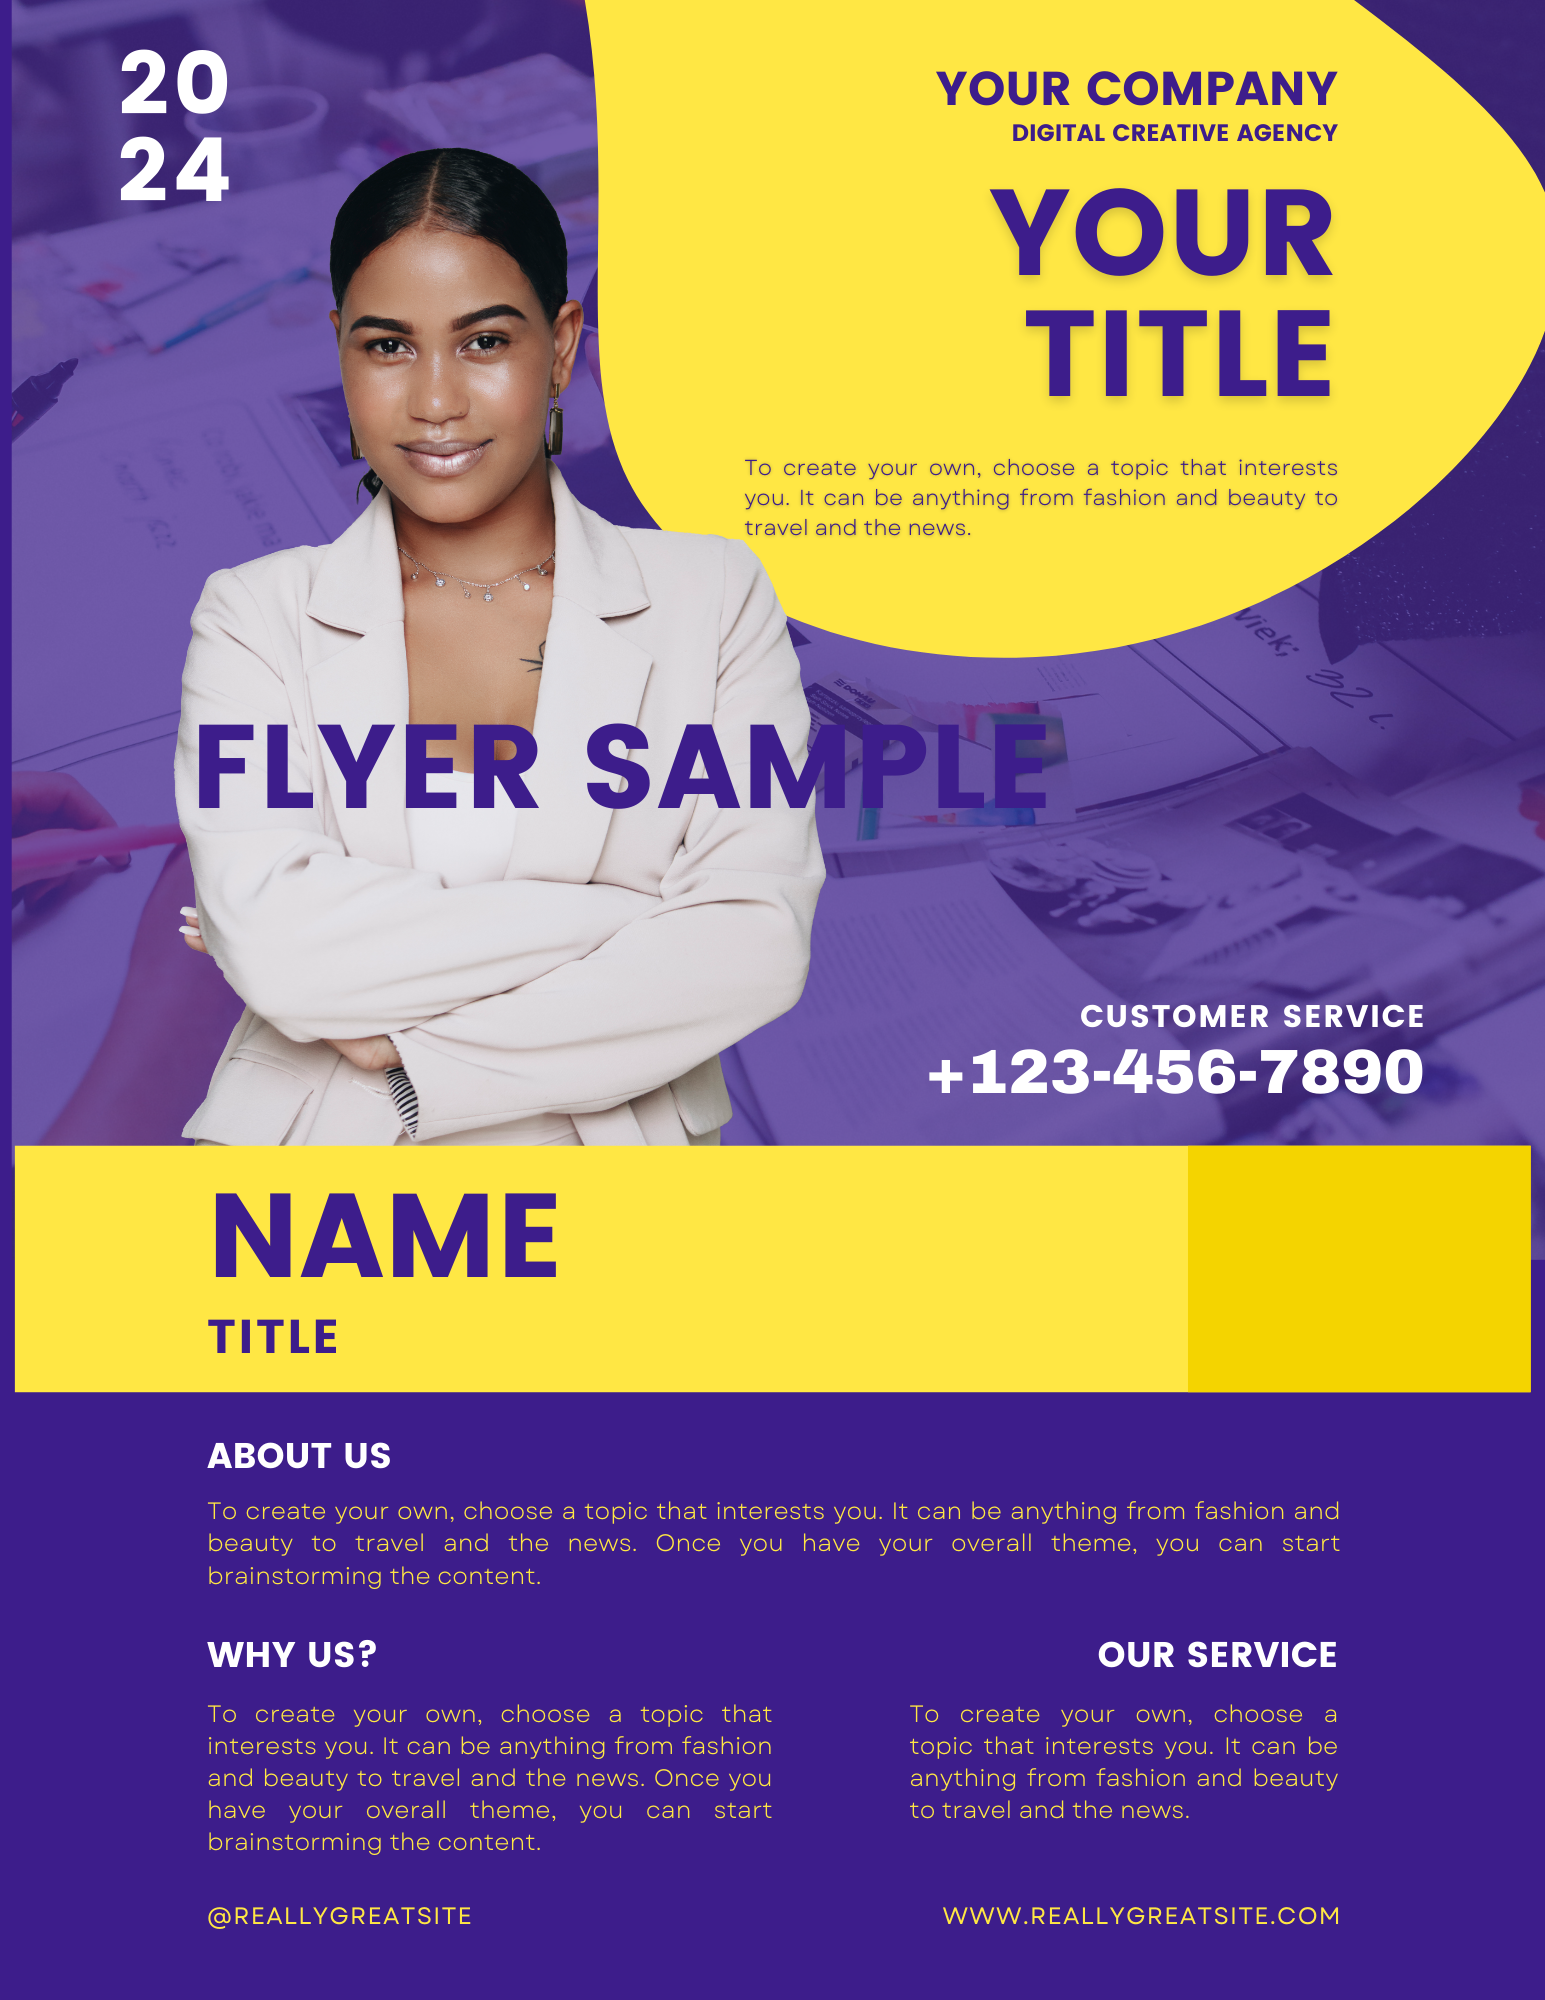 20
24
YOUR COMPANY
DIGITAL CREATIVE AGENCY
YOUR
TITLE
To create your own, choose a topic that interests
you. It can be anything from fashion and beauty to
travel and the news.
FLYER SAMPLE
CUSTOMER SERVICE
+123-456-7890
NAME
TITLE
ABOUT US
To create your own, choose a topic that interests you. It can be anything from fashion and
beauty to travel and the news. Once you have your overall theme, you can start
brainstorming the content.
WHY US?
To create your own, choose a topic that
interests you. It can be anything from fashion
and beauty to travel and the news. Once you
have your overall theme, you can start
brainstorming the content.
OUR SERVICE
To create your own, choose a
topic that interests you. It can be
anything from fashion and beauty
to travel and the news.
@REALLYGREATSITE
WWW.REALLYGREATSITE.COM